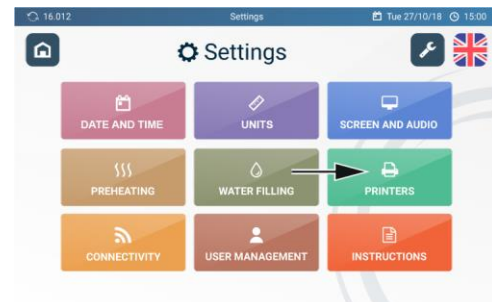 16.012 Settings Tue 27/10/18 15:00
Settings
DATE AND TIME UNITS SCREEN AND AUDIO
PREHEATING WATER FILLING PRINTERS
CONNECTIVITY USER MANAGEMENT INSTRUCTIONS